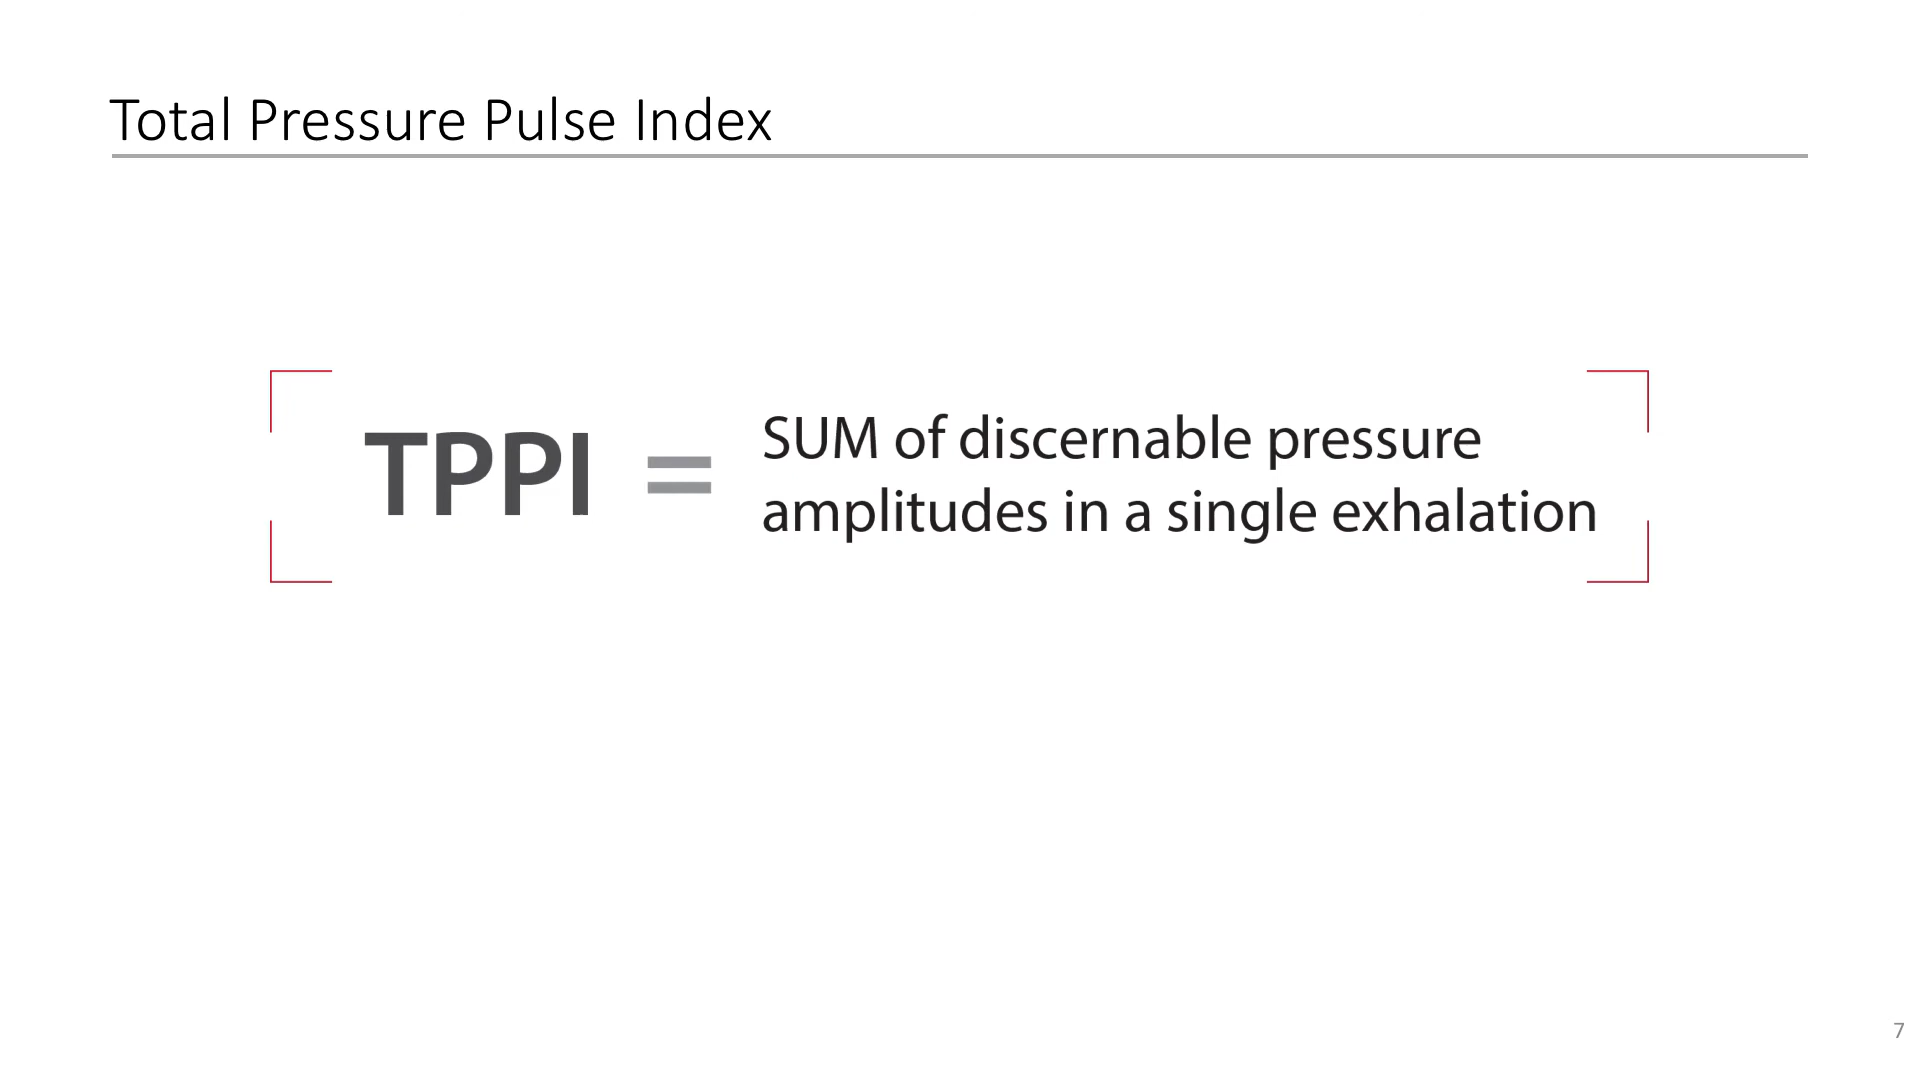 Total Pressure Pulse Index
TPPI = SUM of discernable pressure
amplitudes in a single exhalation
7